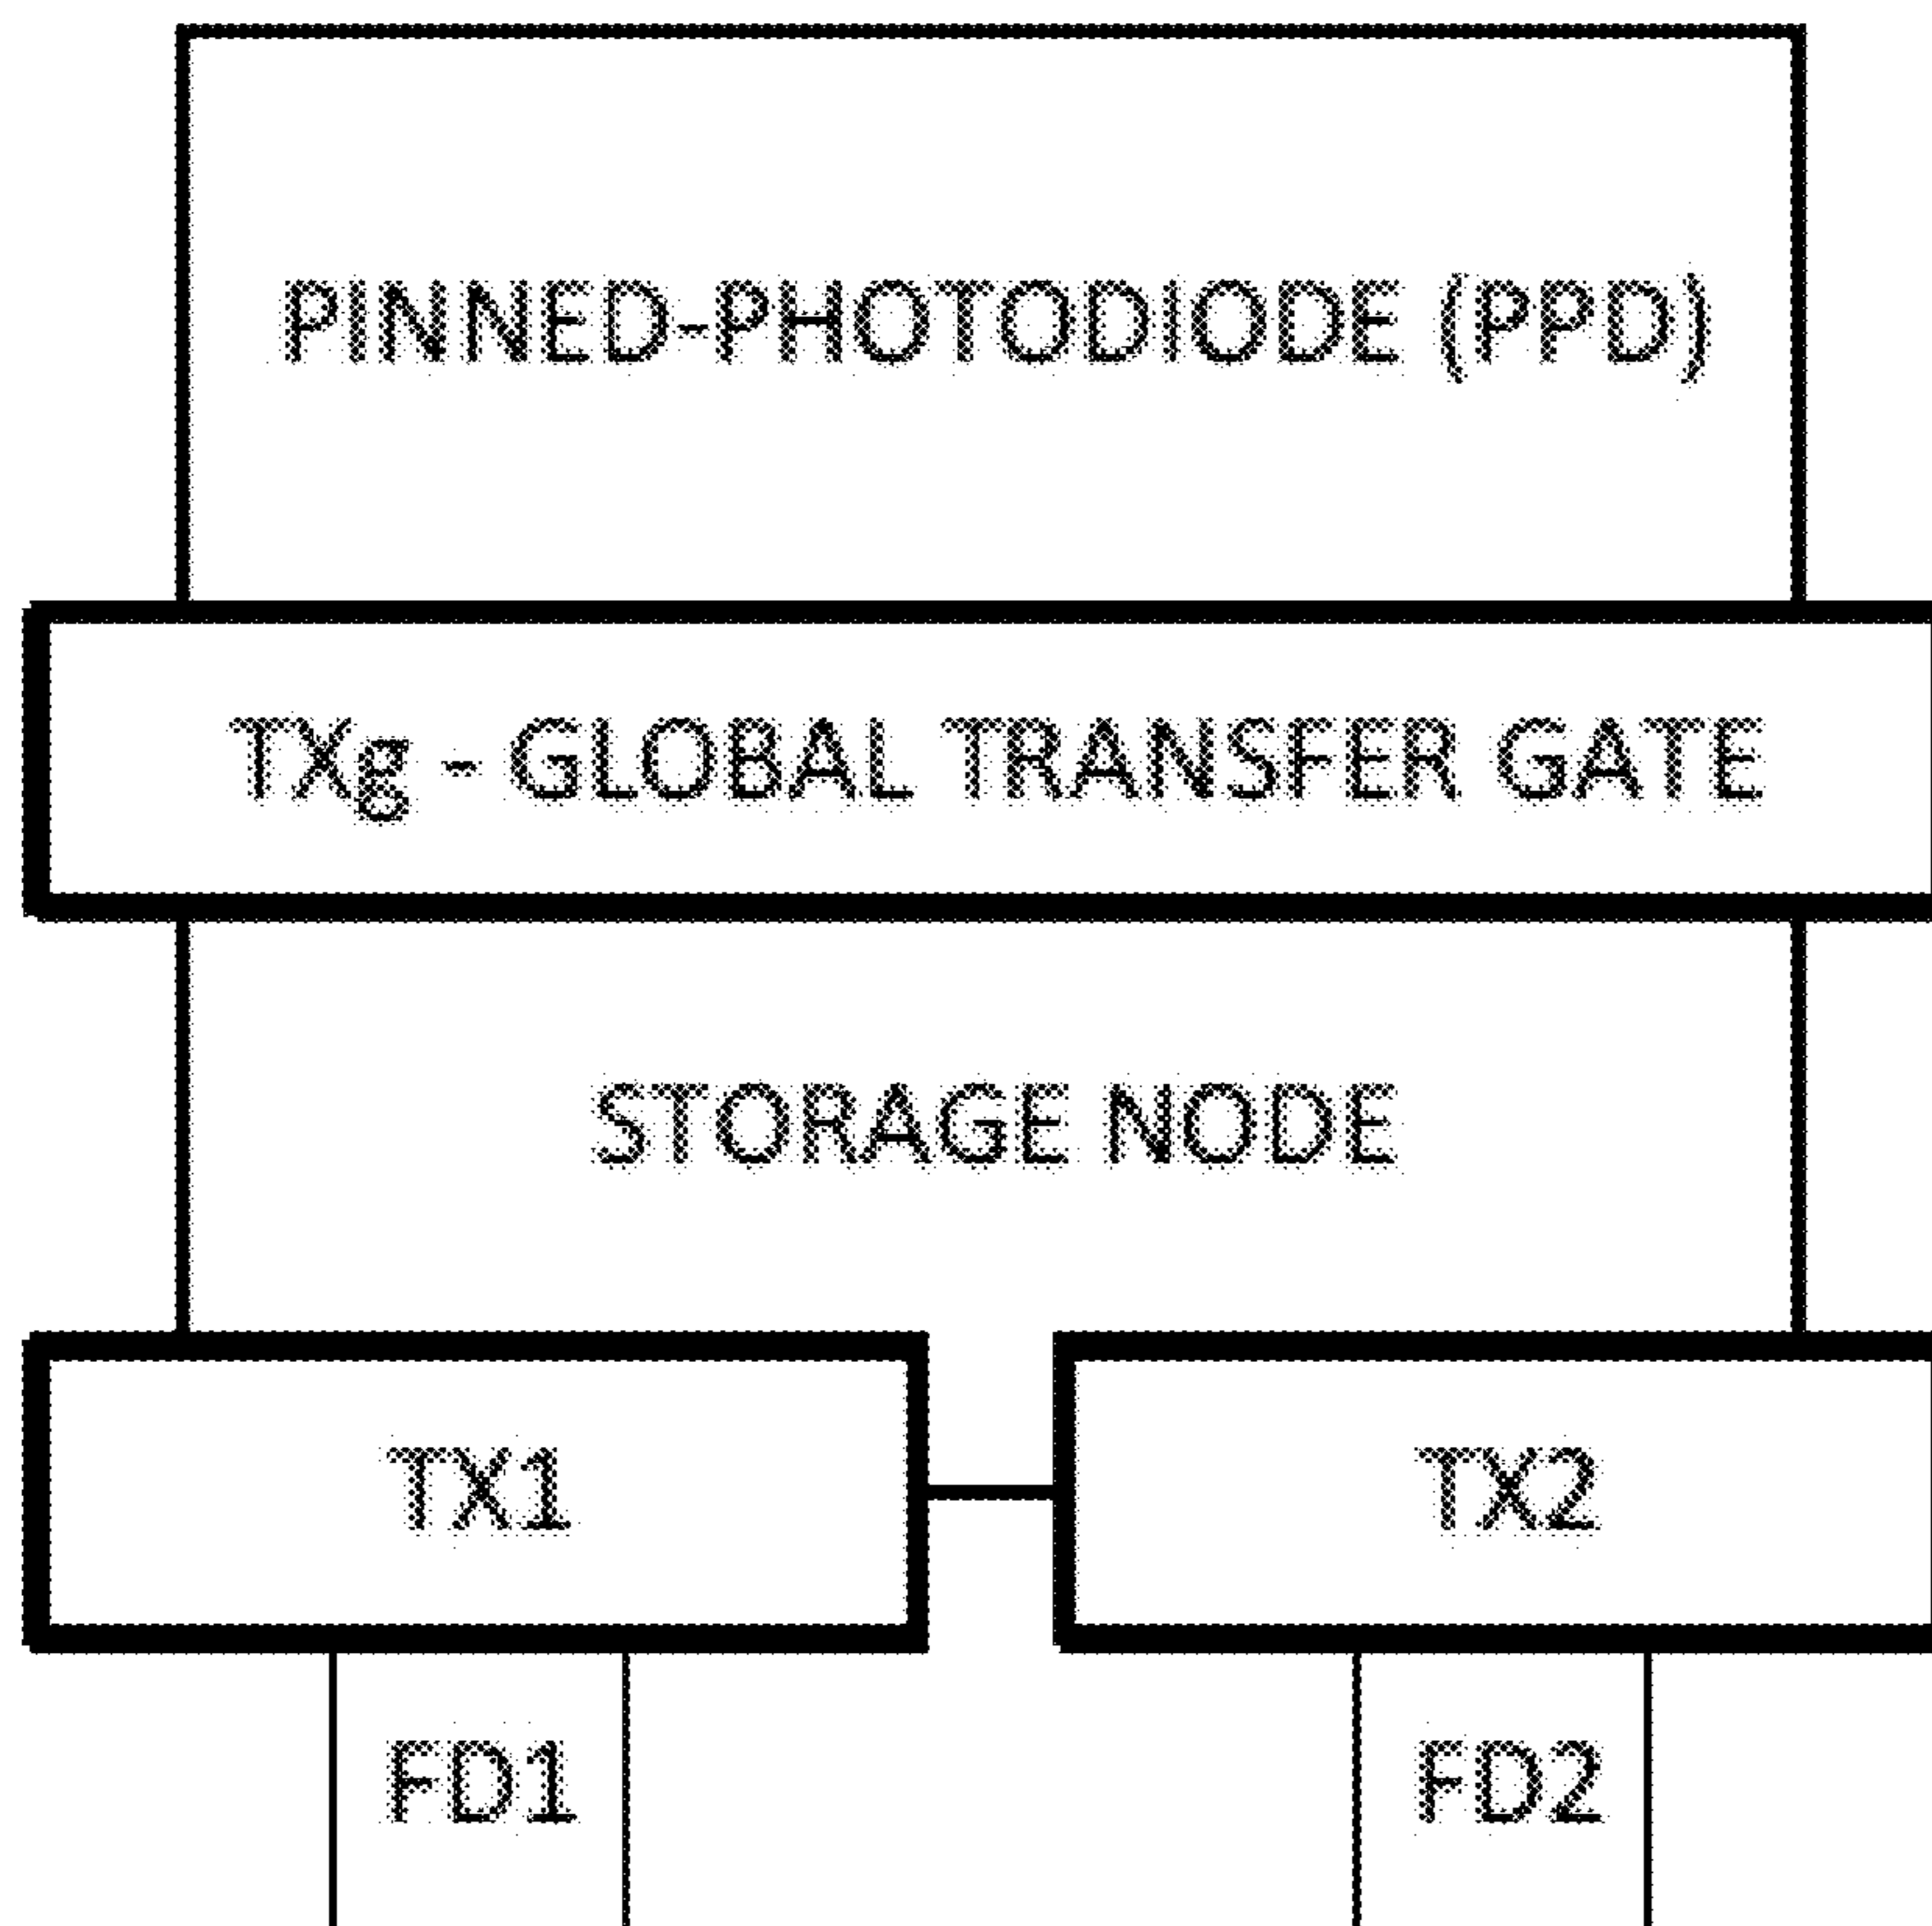 PINNED-PHOTODIODE (PPD)
TXg - GLOBAL TRANSFER GATE
STORAGE NODE
TX1 TX2
FD1 FD2